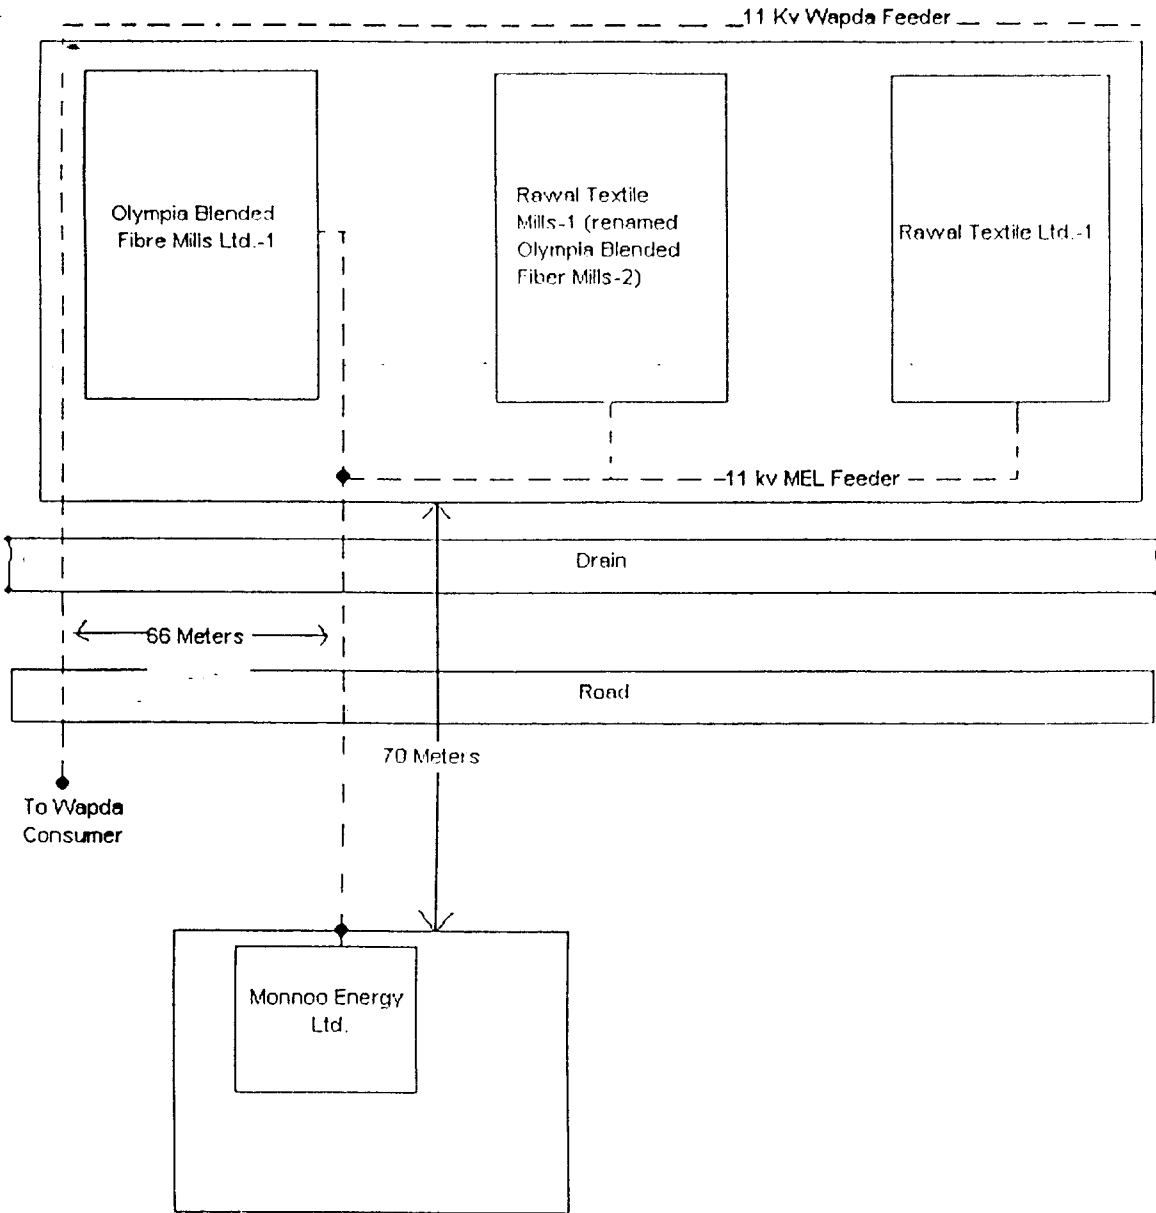 11 Kv Wapda Feeder
Olympia Blended
Fibre Mills Ltd.-1
Rawal Textile
Mills-1 (renamed
Olympia Blended
Fiber Mills-2)
Rawal Textile Ltd.-1
11 kv MEL Feeder
Drain
66 Meters
Road
70 Meters
To Wapda
Consumer
Monnoo Energy
Ltd.